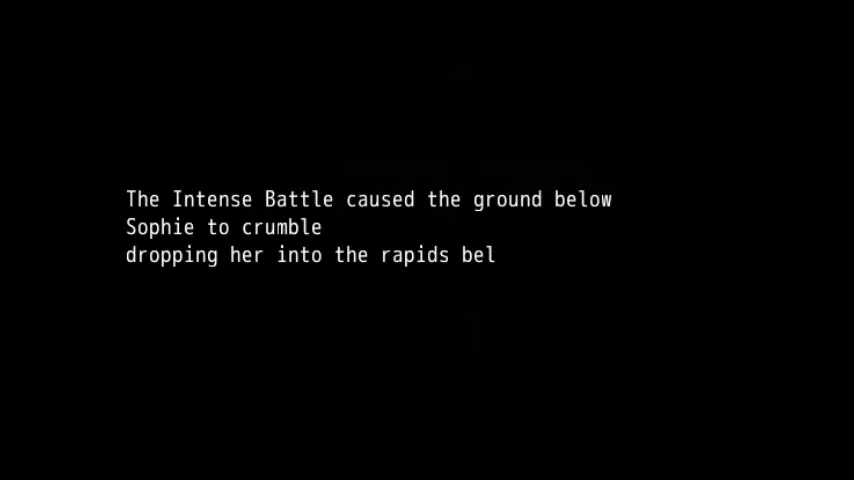 The Intense Battle caused the ground below
Sophie to crumble
dropping her into the rapids bel